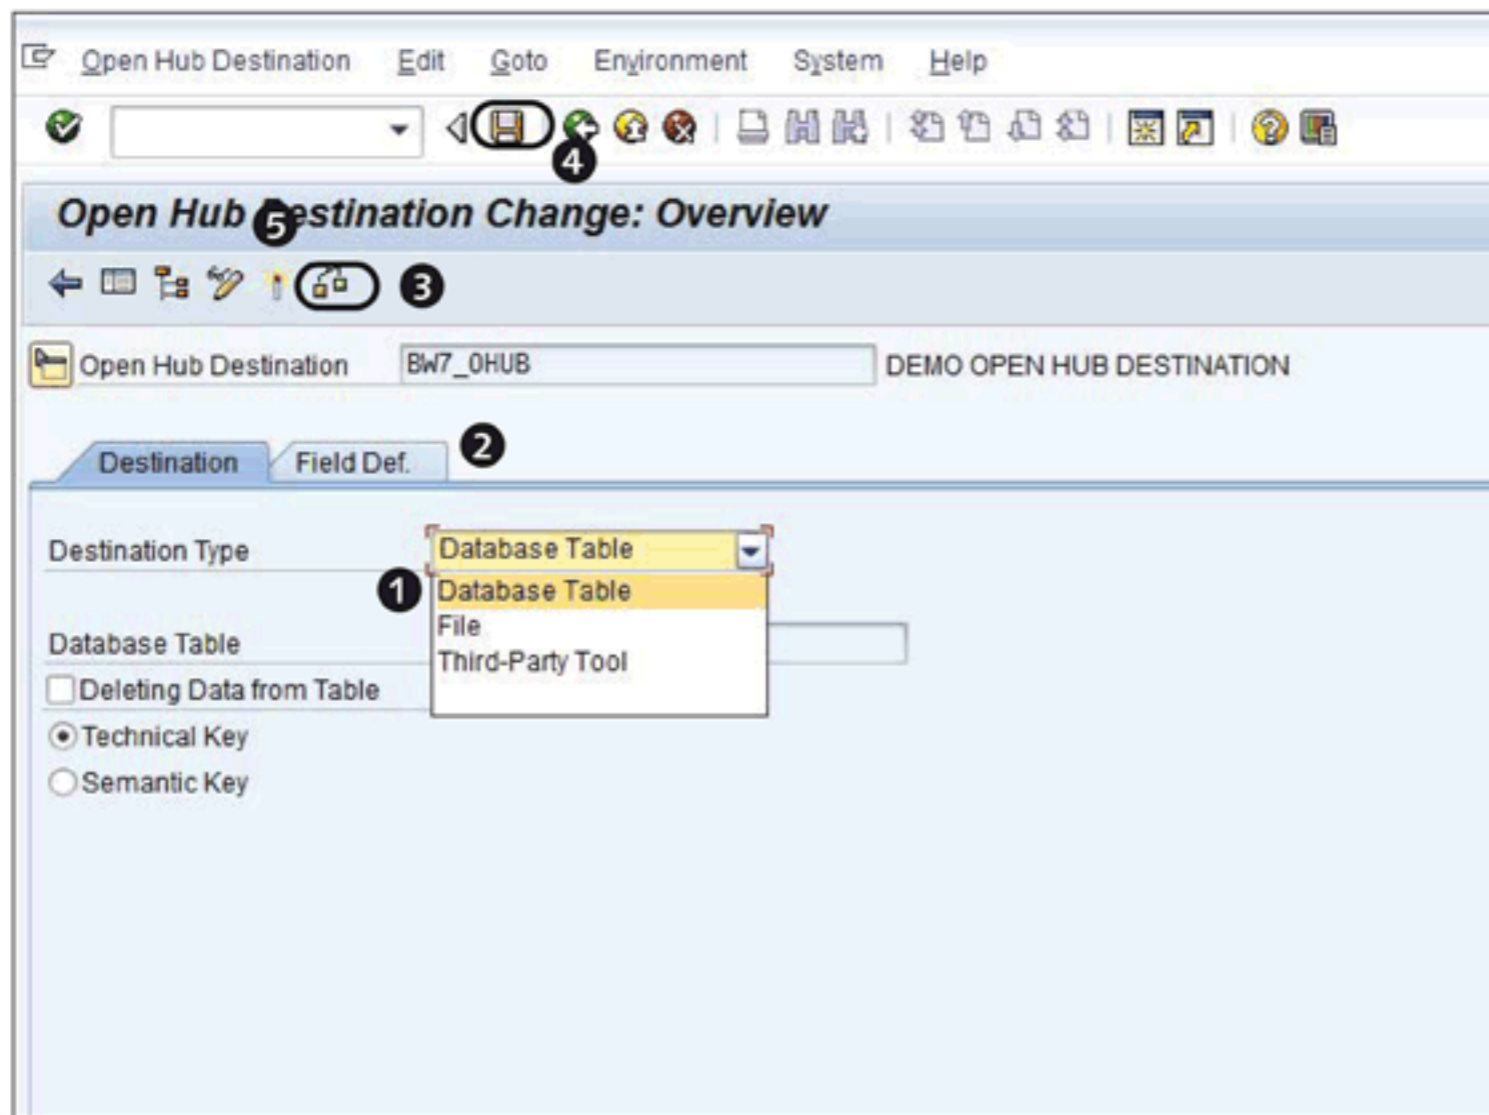 Open Hub Destination Edit Goto Environment System Help
4
Open Hub Destination Change: Overview
5
3
Open Hub Destination BW7_OHUB DEMO OPEN HUB DESTINATION
Destination Field Def. 2
Destination Type Database Table
1 Database Table
File
Database Table
Third-Party Tool
Deleting Data from Table
Technical Key
Semantic Key